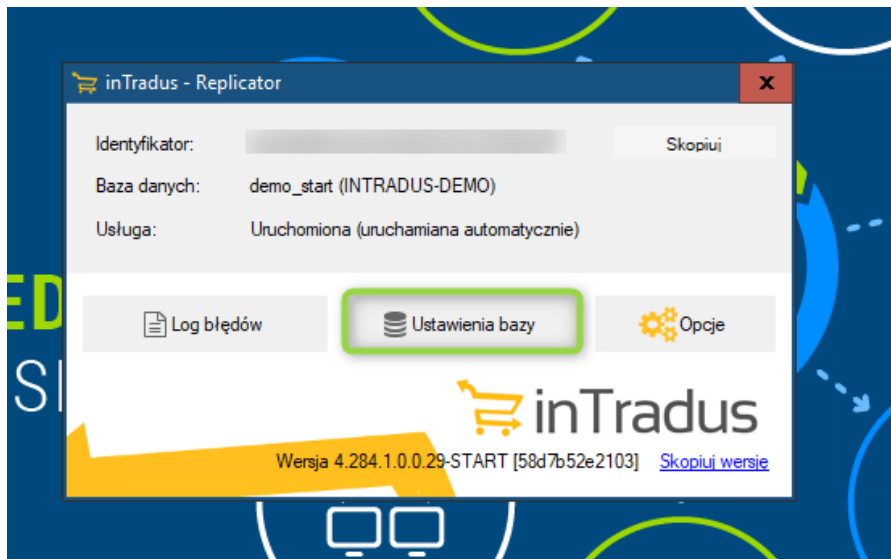 inTradus - Replicator
X
Identyfikator:
Skopiuj
Baza danych: demo_start (INTRADUS-DEMO)
Usługa: Uruchomiona (uruchamiana automatycznie)
ED
Log błędów Ustawienia bazy Opcje
S
inTradus
Wersja 4.284.1.0.0.29-START [58d7b52e2103] Skopiuj wersję